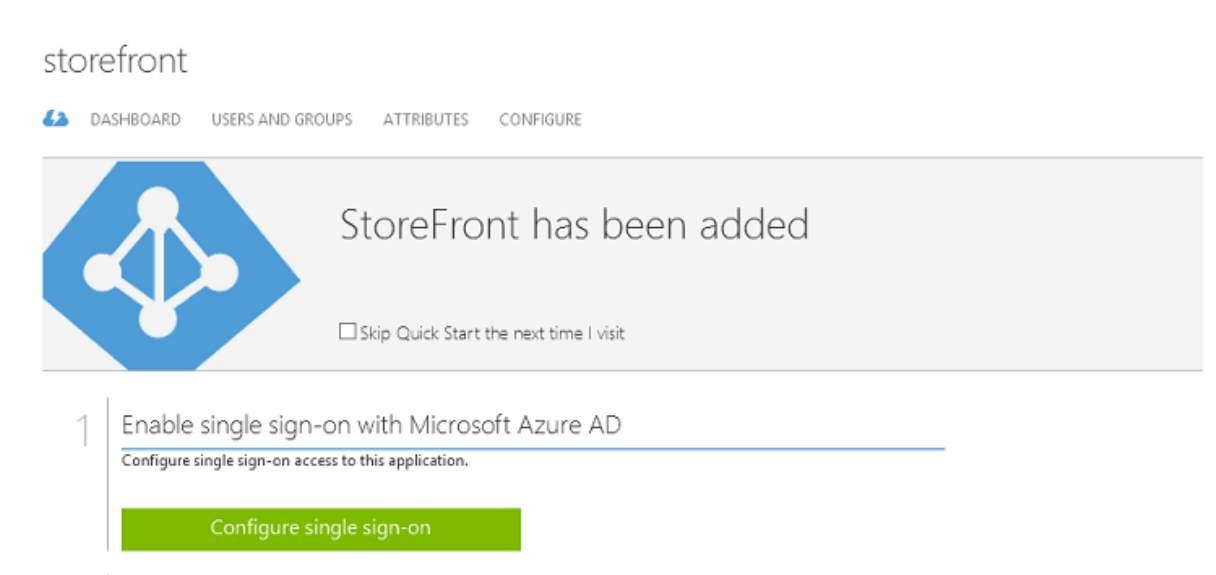 storefront
DASHBOARD USERS AND GROUPS ATTRIBUTES CONFIGURE
StoreFront has been added
Skip Quick Start the next time I visit
1 Enable single sign-on with Microsoft Azure AD
Configure single sign-on access to this application.
Configure single sign-on